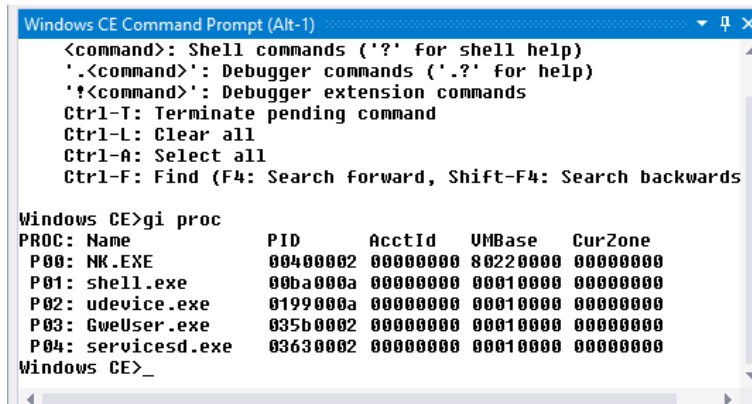 Windows CE Command Prompt (Alt-1)
<command>: Shell commands ('?' for shell help)
'.<command>': Debugger commands ('.?' for help)
'!<command>': Debugger extension commands
Ctrl-T: Terminate pending command
Ctrl-L: Clear all
Ctrl-A: Select all
Ctrl-F: Find (F4: Search forward, Shift-F4: Search backwards
Windows CE>gi proc
PROC: Name PID AcctId VMBase CurZone
P00: NK.EXE 00400002 00000000 80220000 00000000
P01: shell.exe 00ba000a 00000000 00010000 00000000
P02: udevice.exe 0199000a 00000000 00010000 00000000
P03: GweUser.exe 035b0002 00000000 00010000 00000000
P04: servicesd.exe 03630002 00000000 00010000 00000000
Windows CE>_